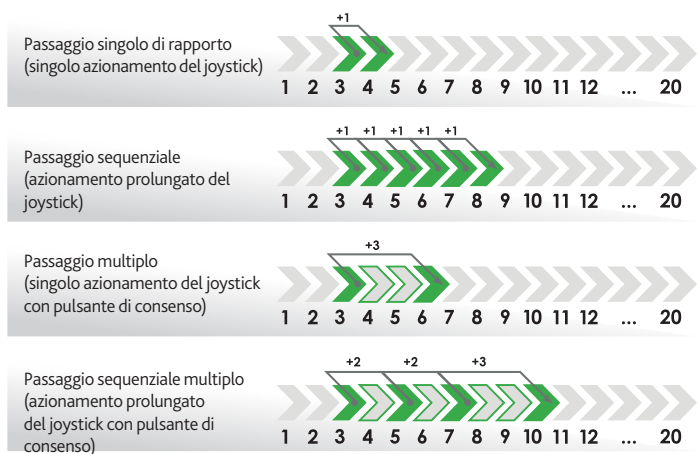 +1
Passaggio singolo di rapporto
(singolo azionamento del joystick)
1 2 3 4 5 6 7 8 9 10 11 12 ... 20
+1 +1 +1 +1 +1
Passaggio sequenziale
(azionamento prolungato del
joystick)
1 2 3 4 5 6 7 8 9 10 11 12 ... 20
+3
Passaggio multiplo
(singolo azionamento del joystick
con pulsante di consenso)
1 2 3 4 5 6 7 8 9 10 11 12 ... 20
+2 +2 +3
Passaggio sequenziale multiplo
(azionamento prolungato
del joystick con pulsante di
consenso)
1 2 3 4 5 6 7 8 9 10 11 12 ... 20